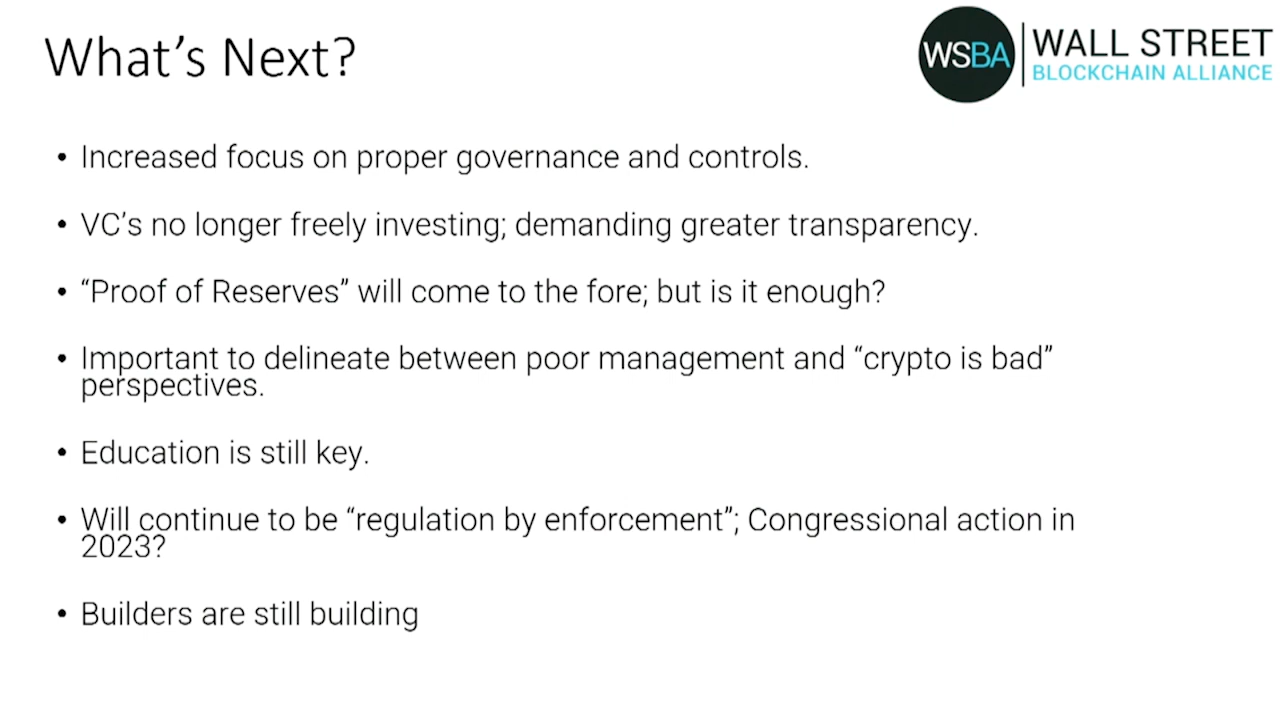 What's Next?
WSBA
WALL STREET
BLOCKCHAIN ALLIANCE
• Increased focus on proper governance and controls.
• VC's no longer freely investing; demanding greater transparency.
• “Proof of Reserves” will come to the fore; but is it enough?
• Important to delineate between poor management and “crypto is bad”
perspectives.
• Education is still key.
• Will continue to be “regulation by enforcement”; Congressional action in
2023?
• Builders are still building